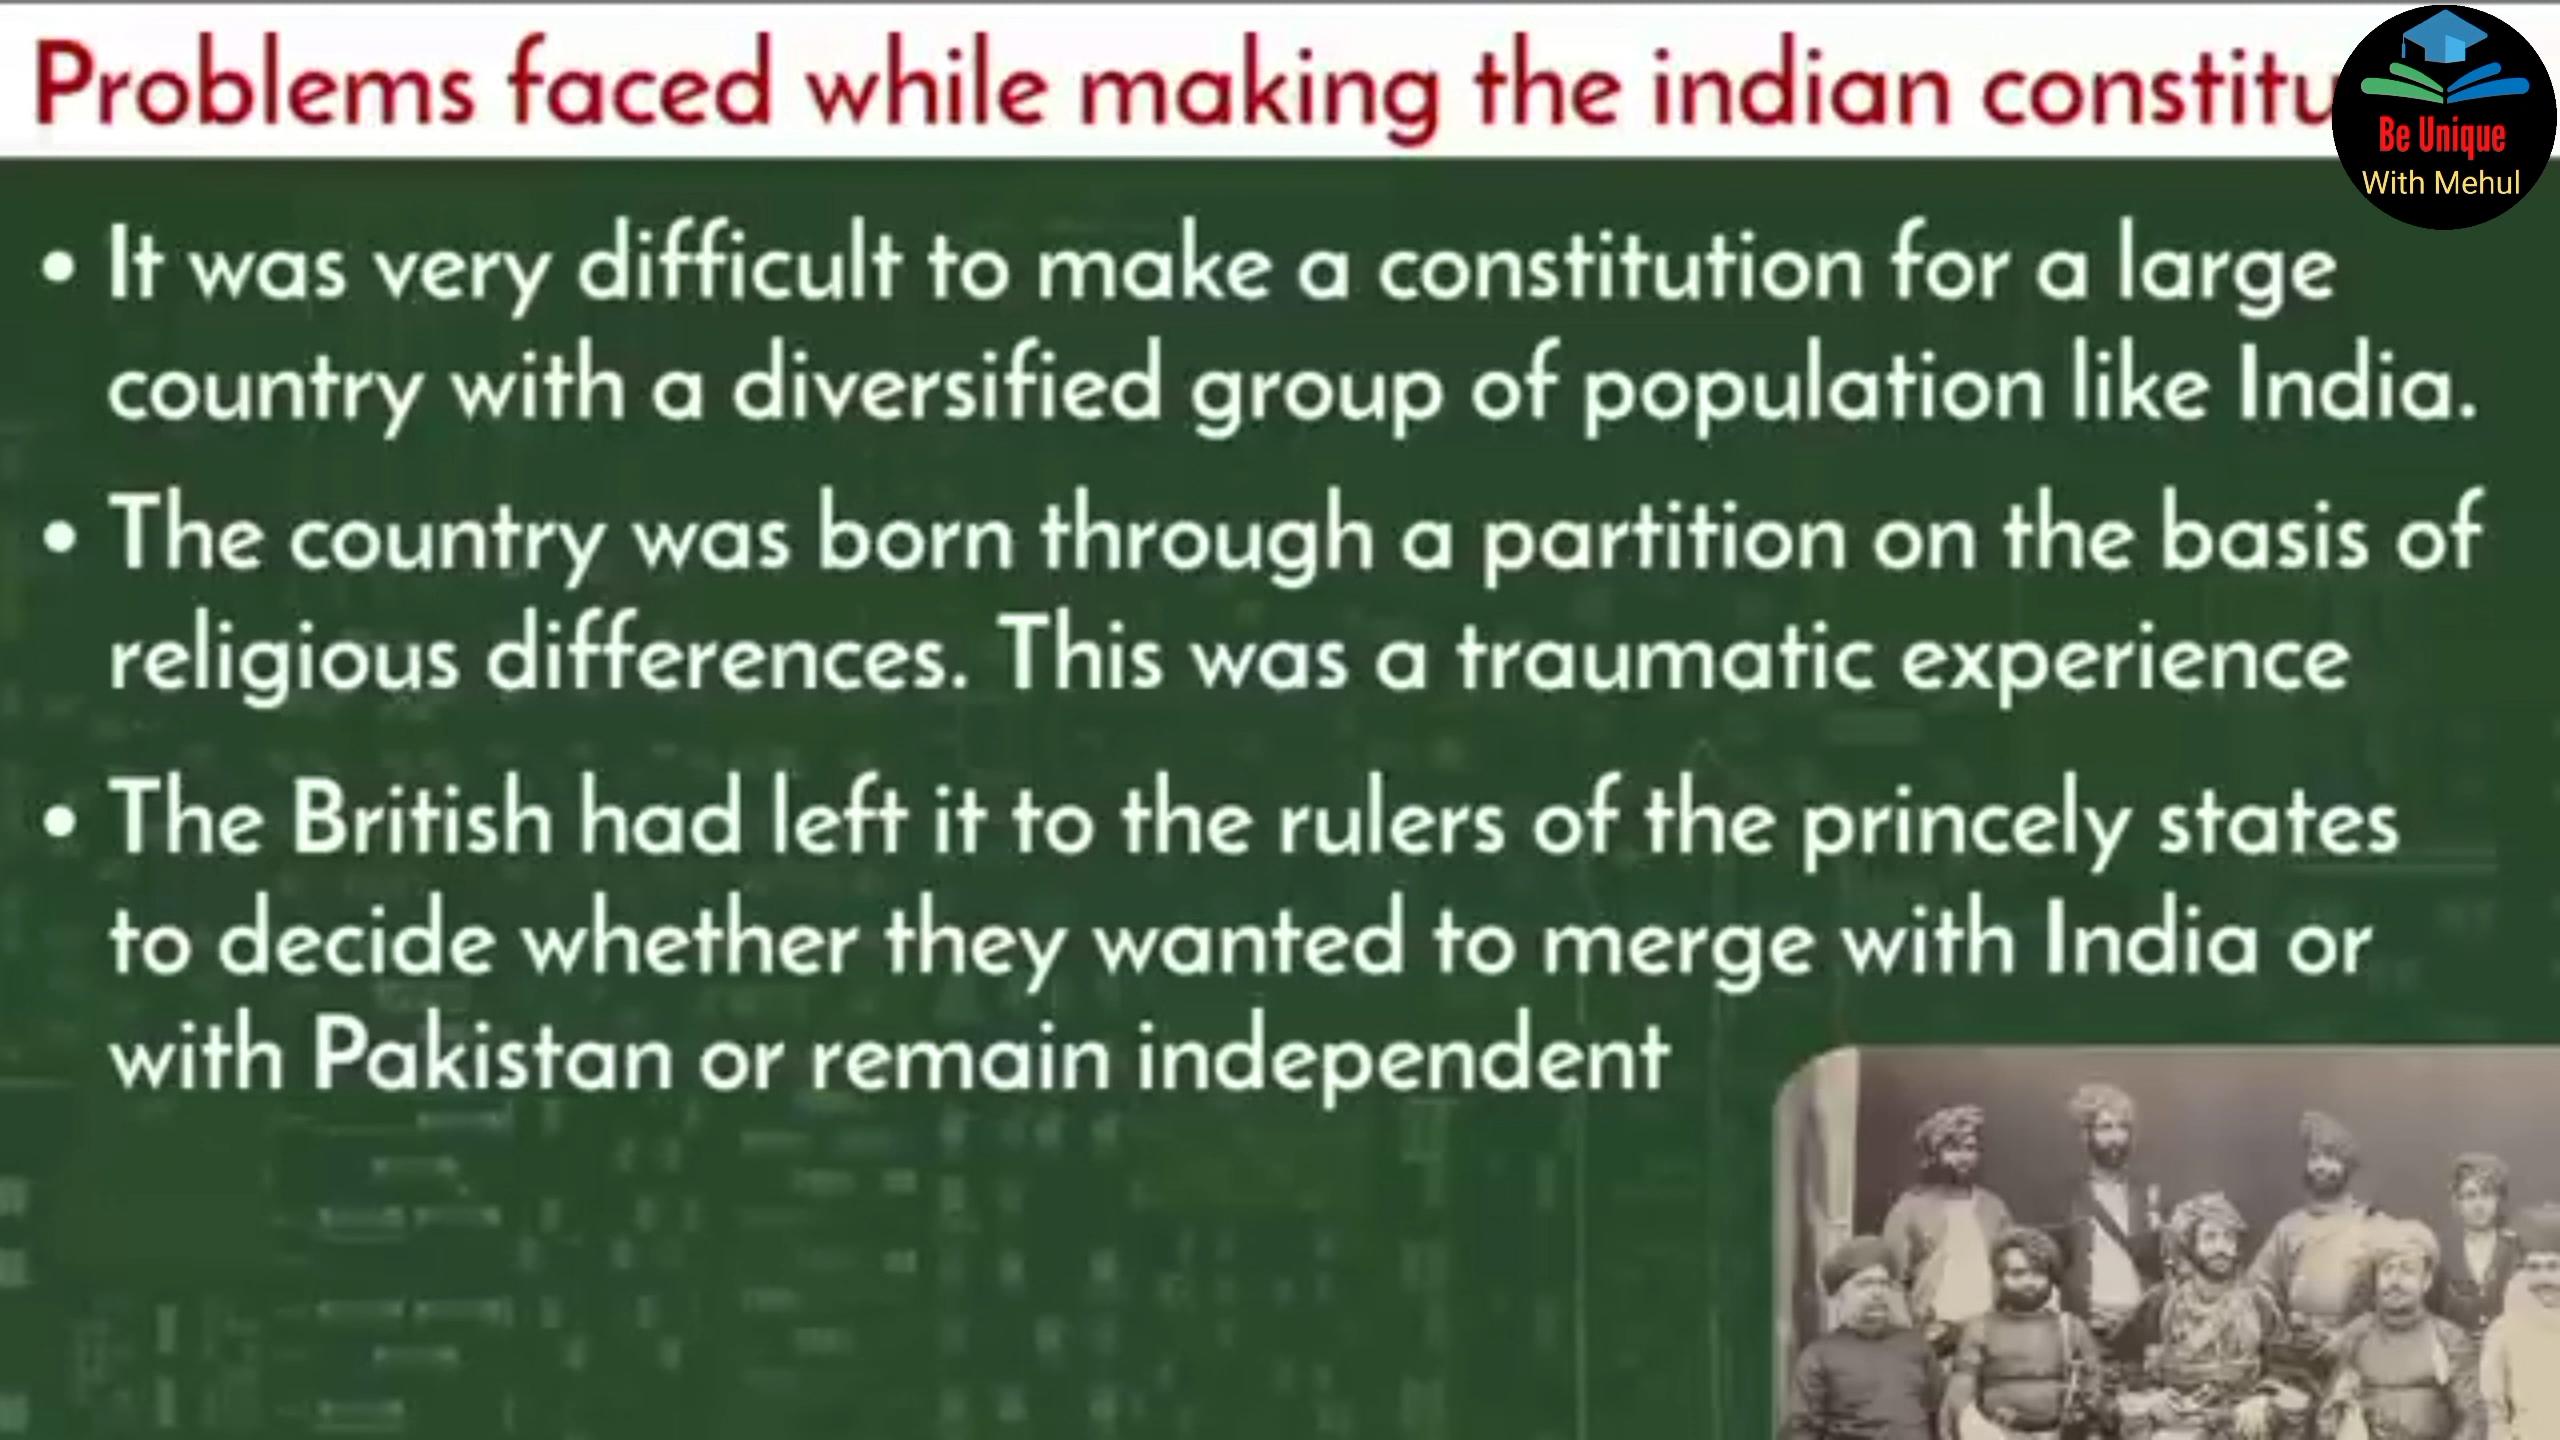 Problems faced while making the indian constitu
Be Unique
With Mehul
• It was very difficult to make a constitution for a large
country with a diversified group of population like India.
• The country was born through a partition on the basis of
religious differences. This was a traumatic experience
• The British had left it to the rulers of the princely states
to decide whether they wanted to merge with India or
with Pakistan or remain independent